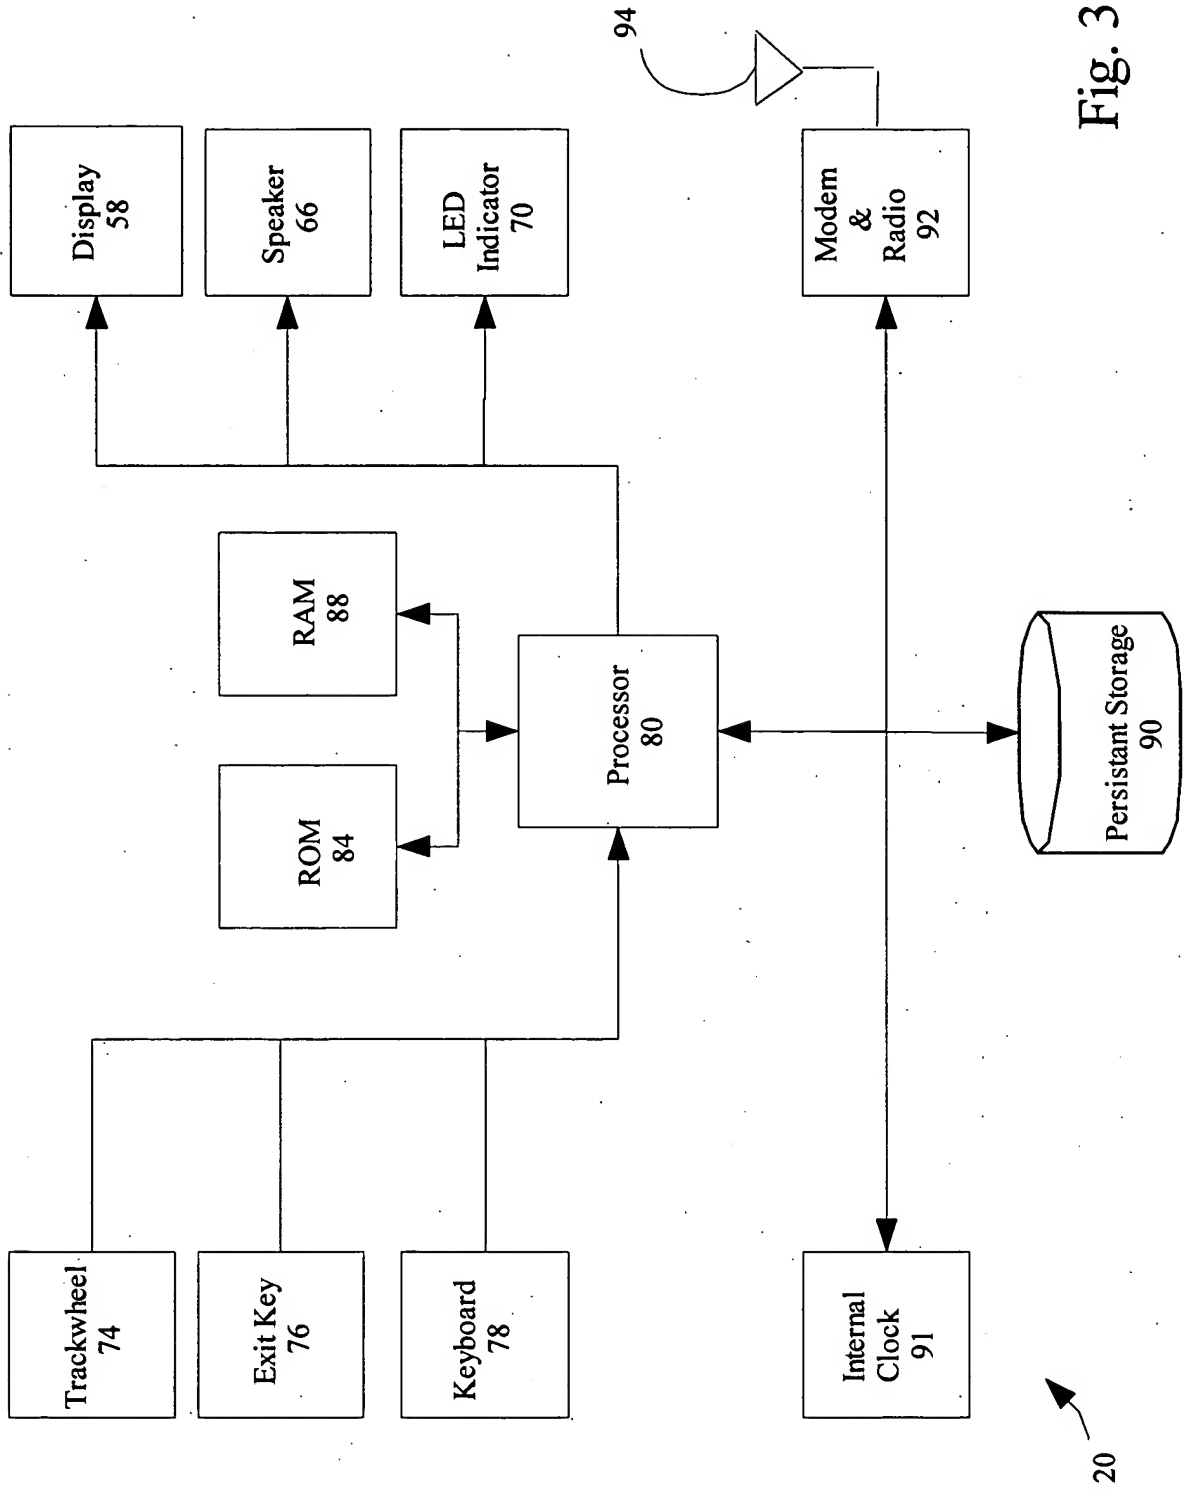 Trackwheel
74
Exit Key
76
Keyboard
78
ROM
84
RAM
88
Processor
80
Display
58
Speaker
66
LED
Indicator
70
Internal
Clock
91
Persistant Storage
90
Modem
&
Radio
92
94
20
Fig. 3